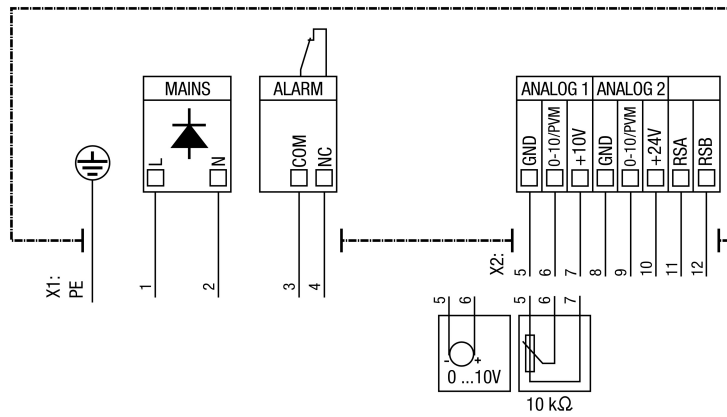 MAINS
ALARM
ANALOG 1
ANALOG 2
L
N
COM
NC
GND
0-10/PVM
+10V
GND
0-10/PVM
+24V
RSA
RSB
X1:
PE
1
2
3
4
X2:
5
6
7
8
9
10
11
12
5
6
5
6
7
- +
0 ...10V
10 kΩ